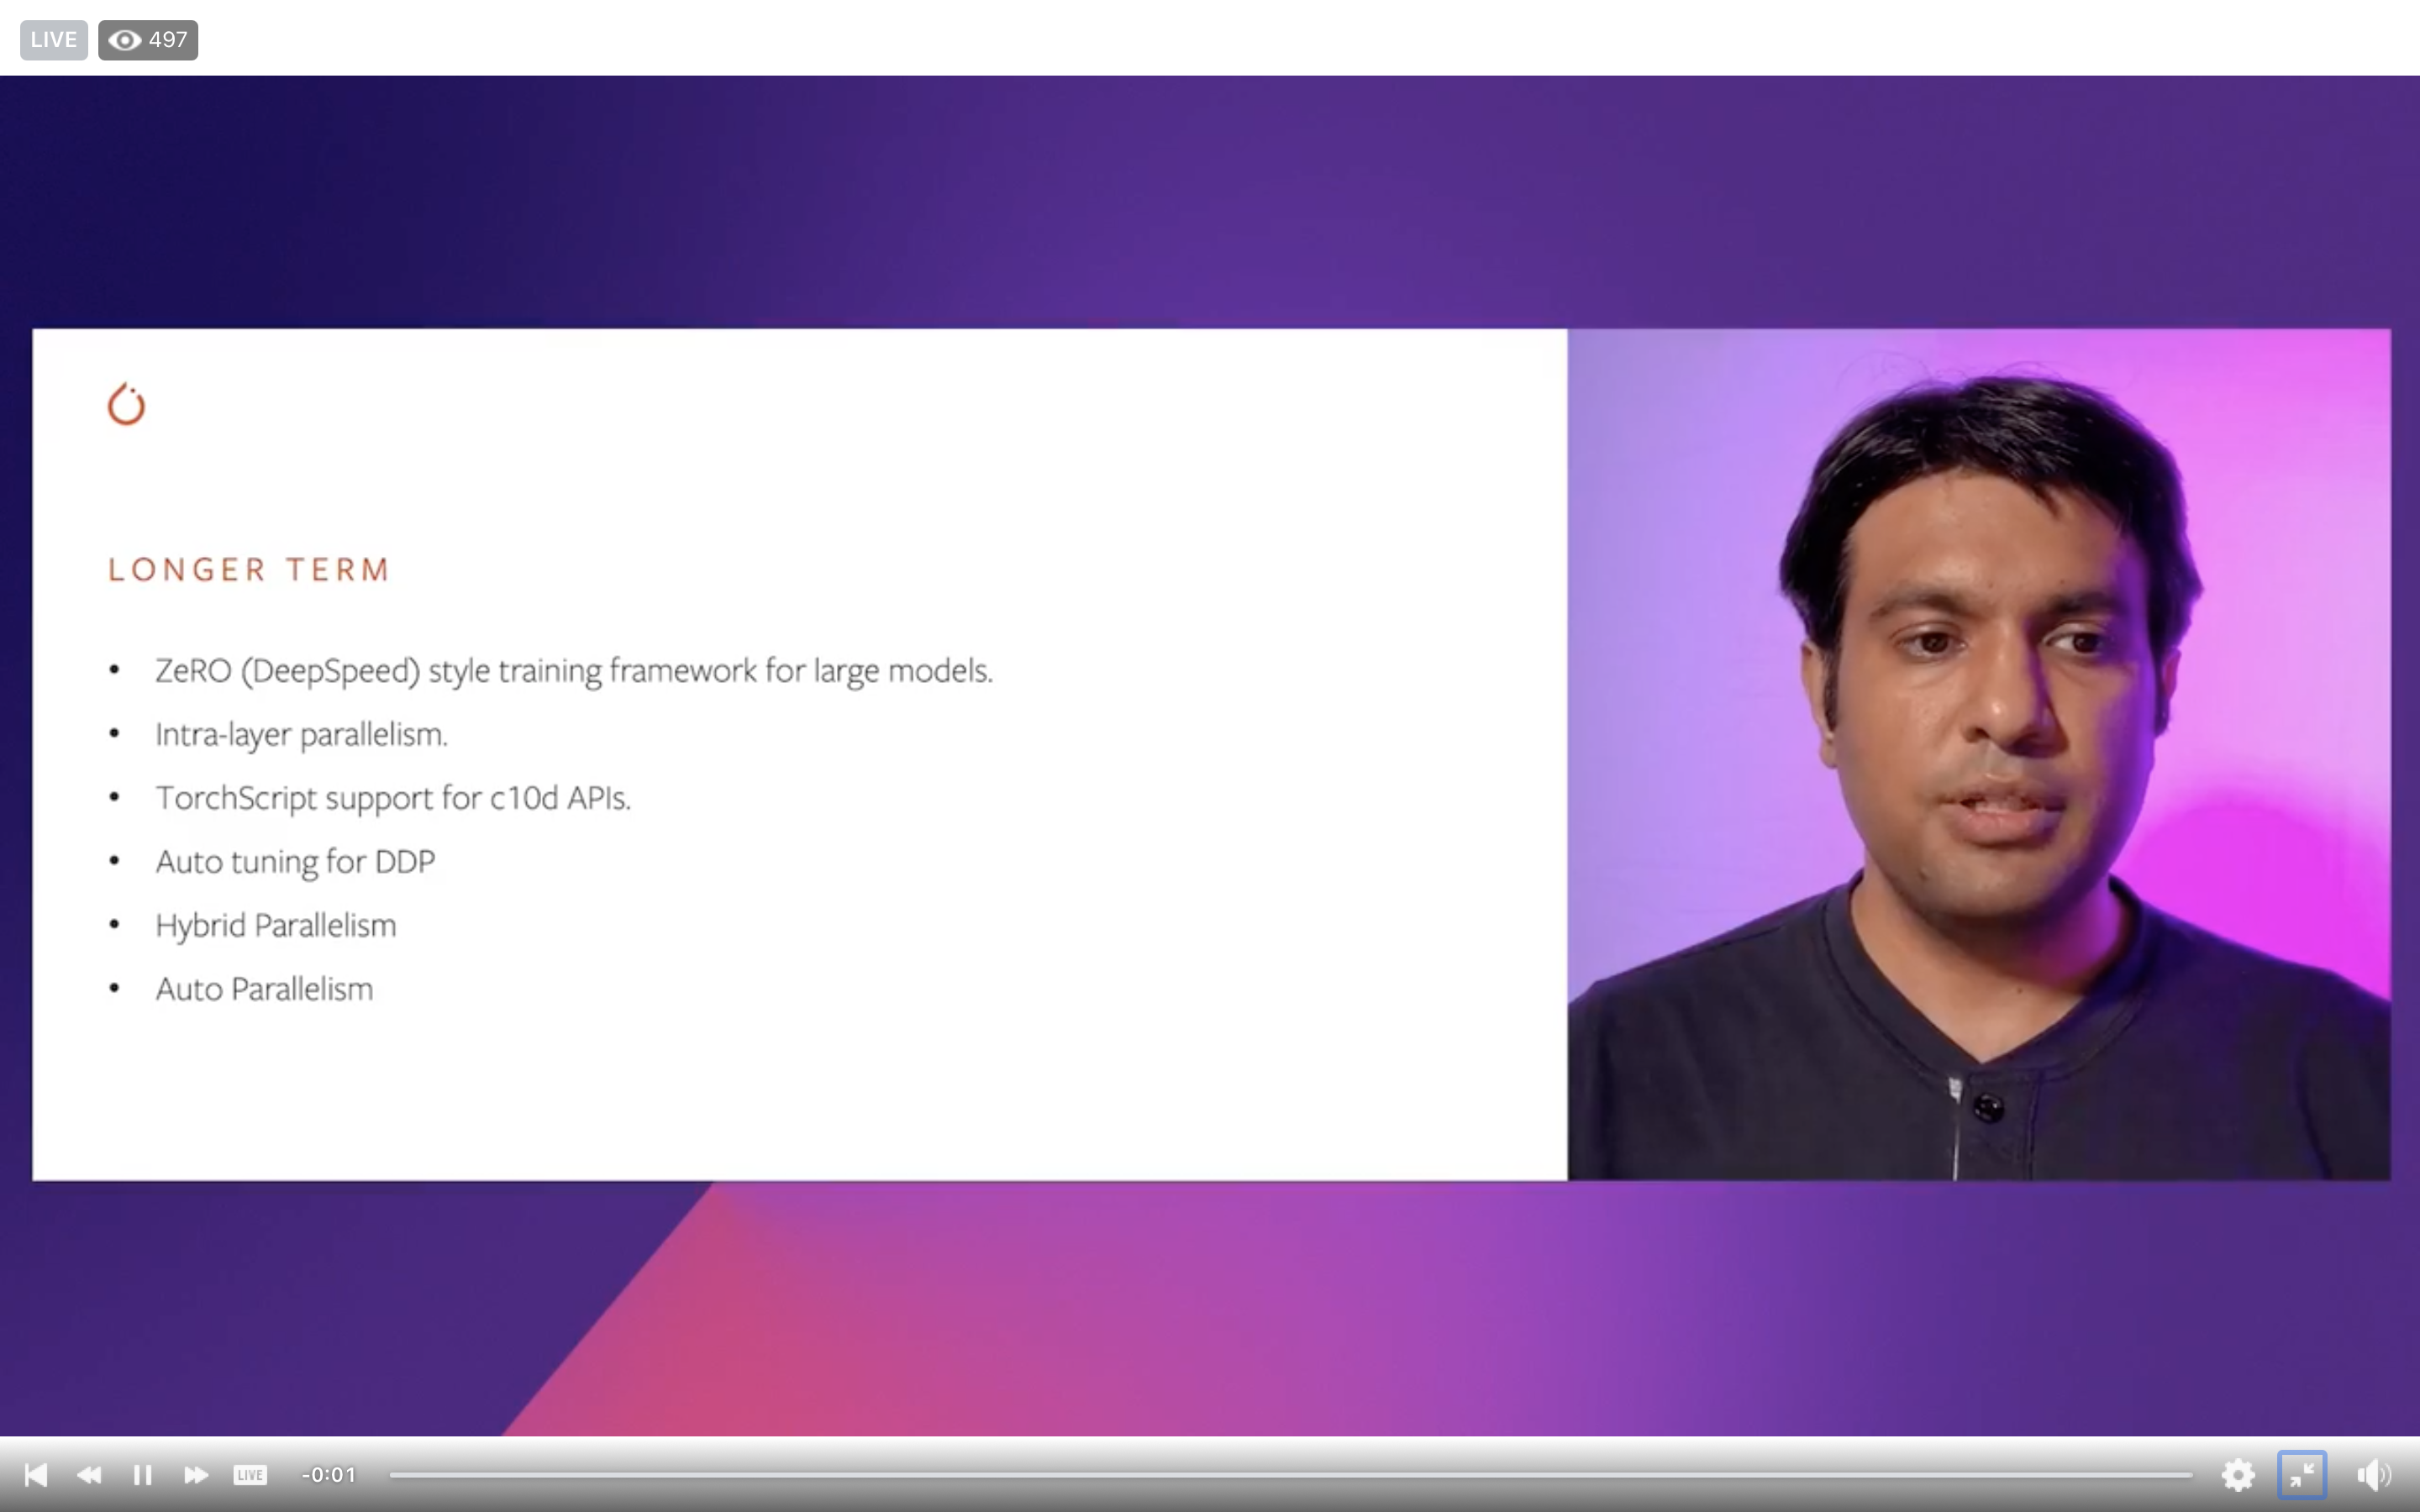 LIVE 497
LONGER TERM
• ZeRO (DeepSpeed) style training framework for large models.
• Intra-layer parallelism.
• TorchScript support for c10d APIs.
• Auto tuning for DDP
• Hybrid Parallelism
• Auto Parallelism
LIVE -0:01